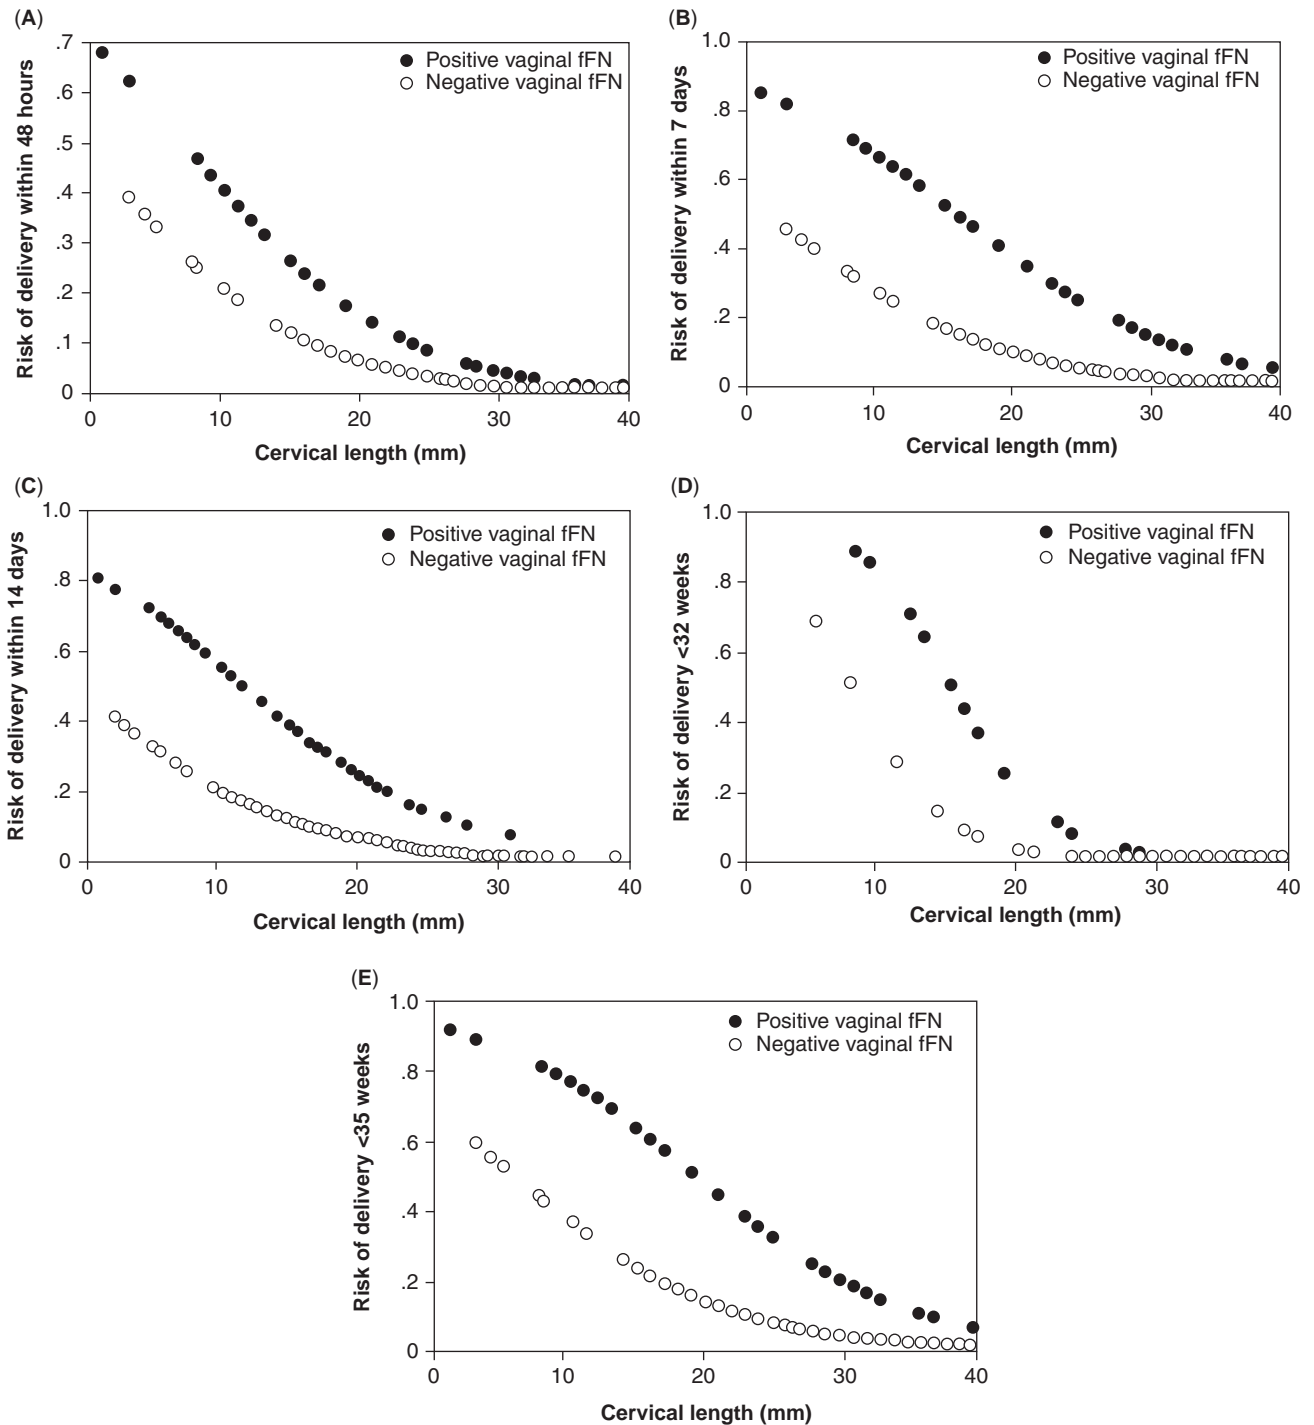 (A)
.7
.6
.5
.4
.3
.2
.1
0
Risk of delivery within 48 hours
Positive vaginal fFN
Negative vaginal fFN
0 10 20 30 40
Cervical length (mm)
(B)
1.0
.8
.6
.4
.2
0
Risk of delivery within 7 days
Positive vaginal fFN
Negative vaginal fFN
0 10 20 30 40
Cervical length (mm)
(C)
1.0
.8
.6
.4
.2
0
Risk of delivery within 14 days
Positive vaginal fFN
Negative vaginal fFN
0 10 20 30 40
Cervical length (mm)
(D)
1.0
.8
.6
.4
.2
0
Risk of delivery <32 weeks
Positive vaginal fFN
Negative vaginal fFN
0 10 20 30 40
Cervical length (mm)
(E)
1.0
.8
.6
.4
.2
0
Risk of delivery <35 weeks
Positive vaginal fFN
Negative vaginal fFN
0 10 20 30 40
Cervical length (mm)